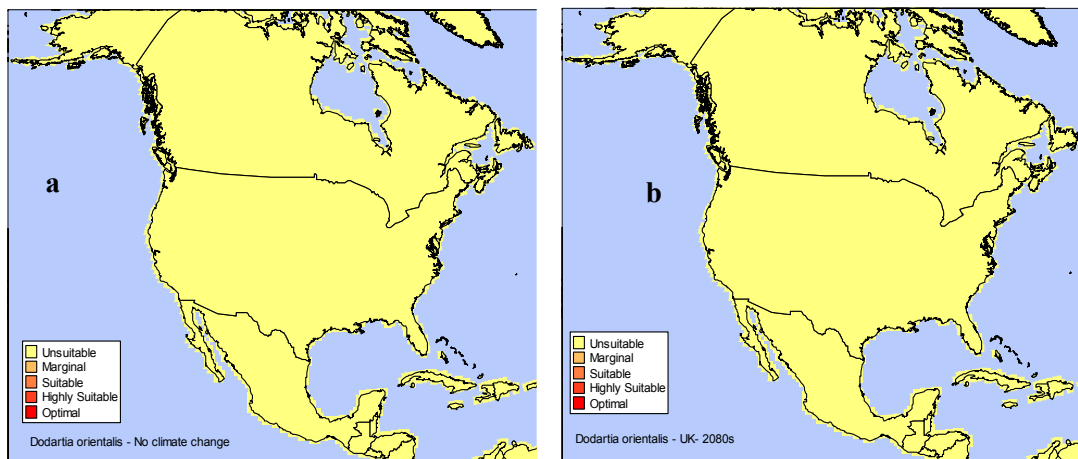 a
Unsuitable
Marginal
Suitable
Highly Suitable
Optimal
Dodartia orientalis - No climate change
b
Unsuitable
Marginal
Suitable
Highly Suitable
Optimal
Dodartia orientalis - UK- 2080s